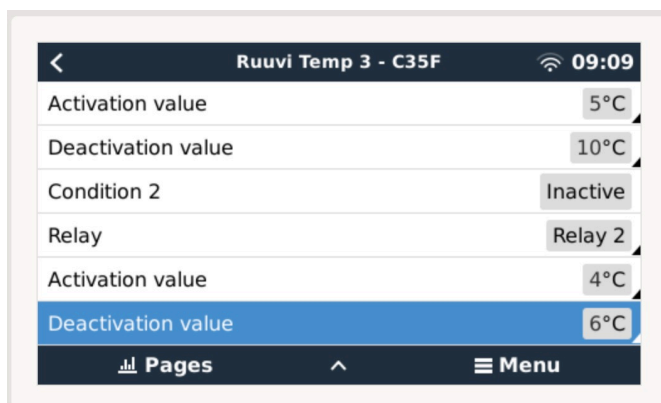 Ruuvi Temp 3 - C35F 09:09
Activation value 5°C
Deactivation value 10°C
Condition 2 Inactive
Relay Relay 2
Activation value 4°C
Deactivation value 6°C
Pages Menu